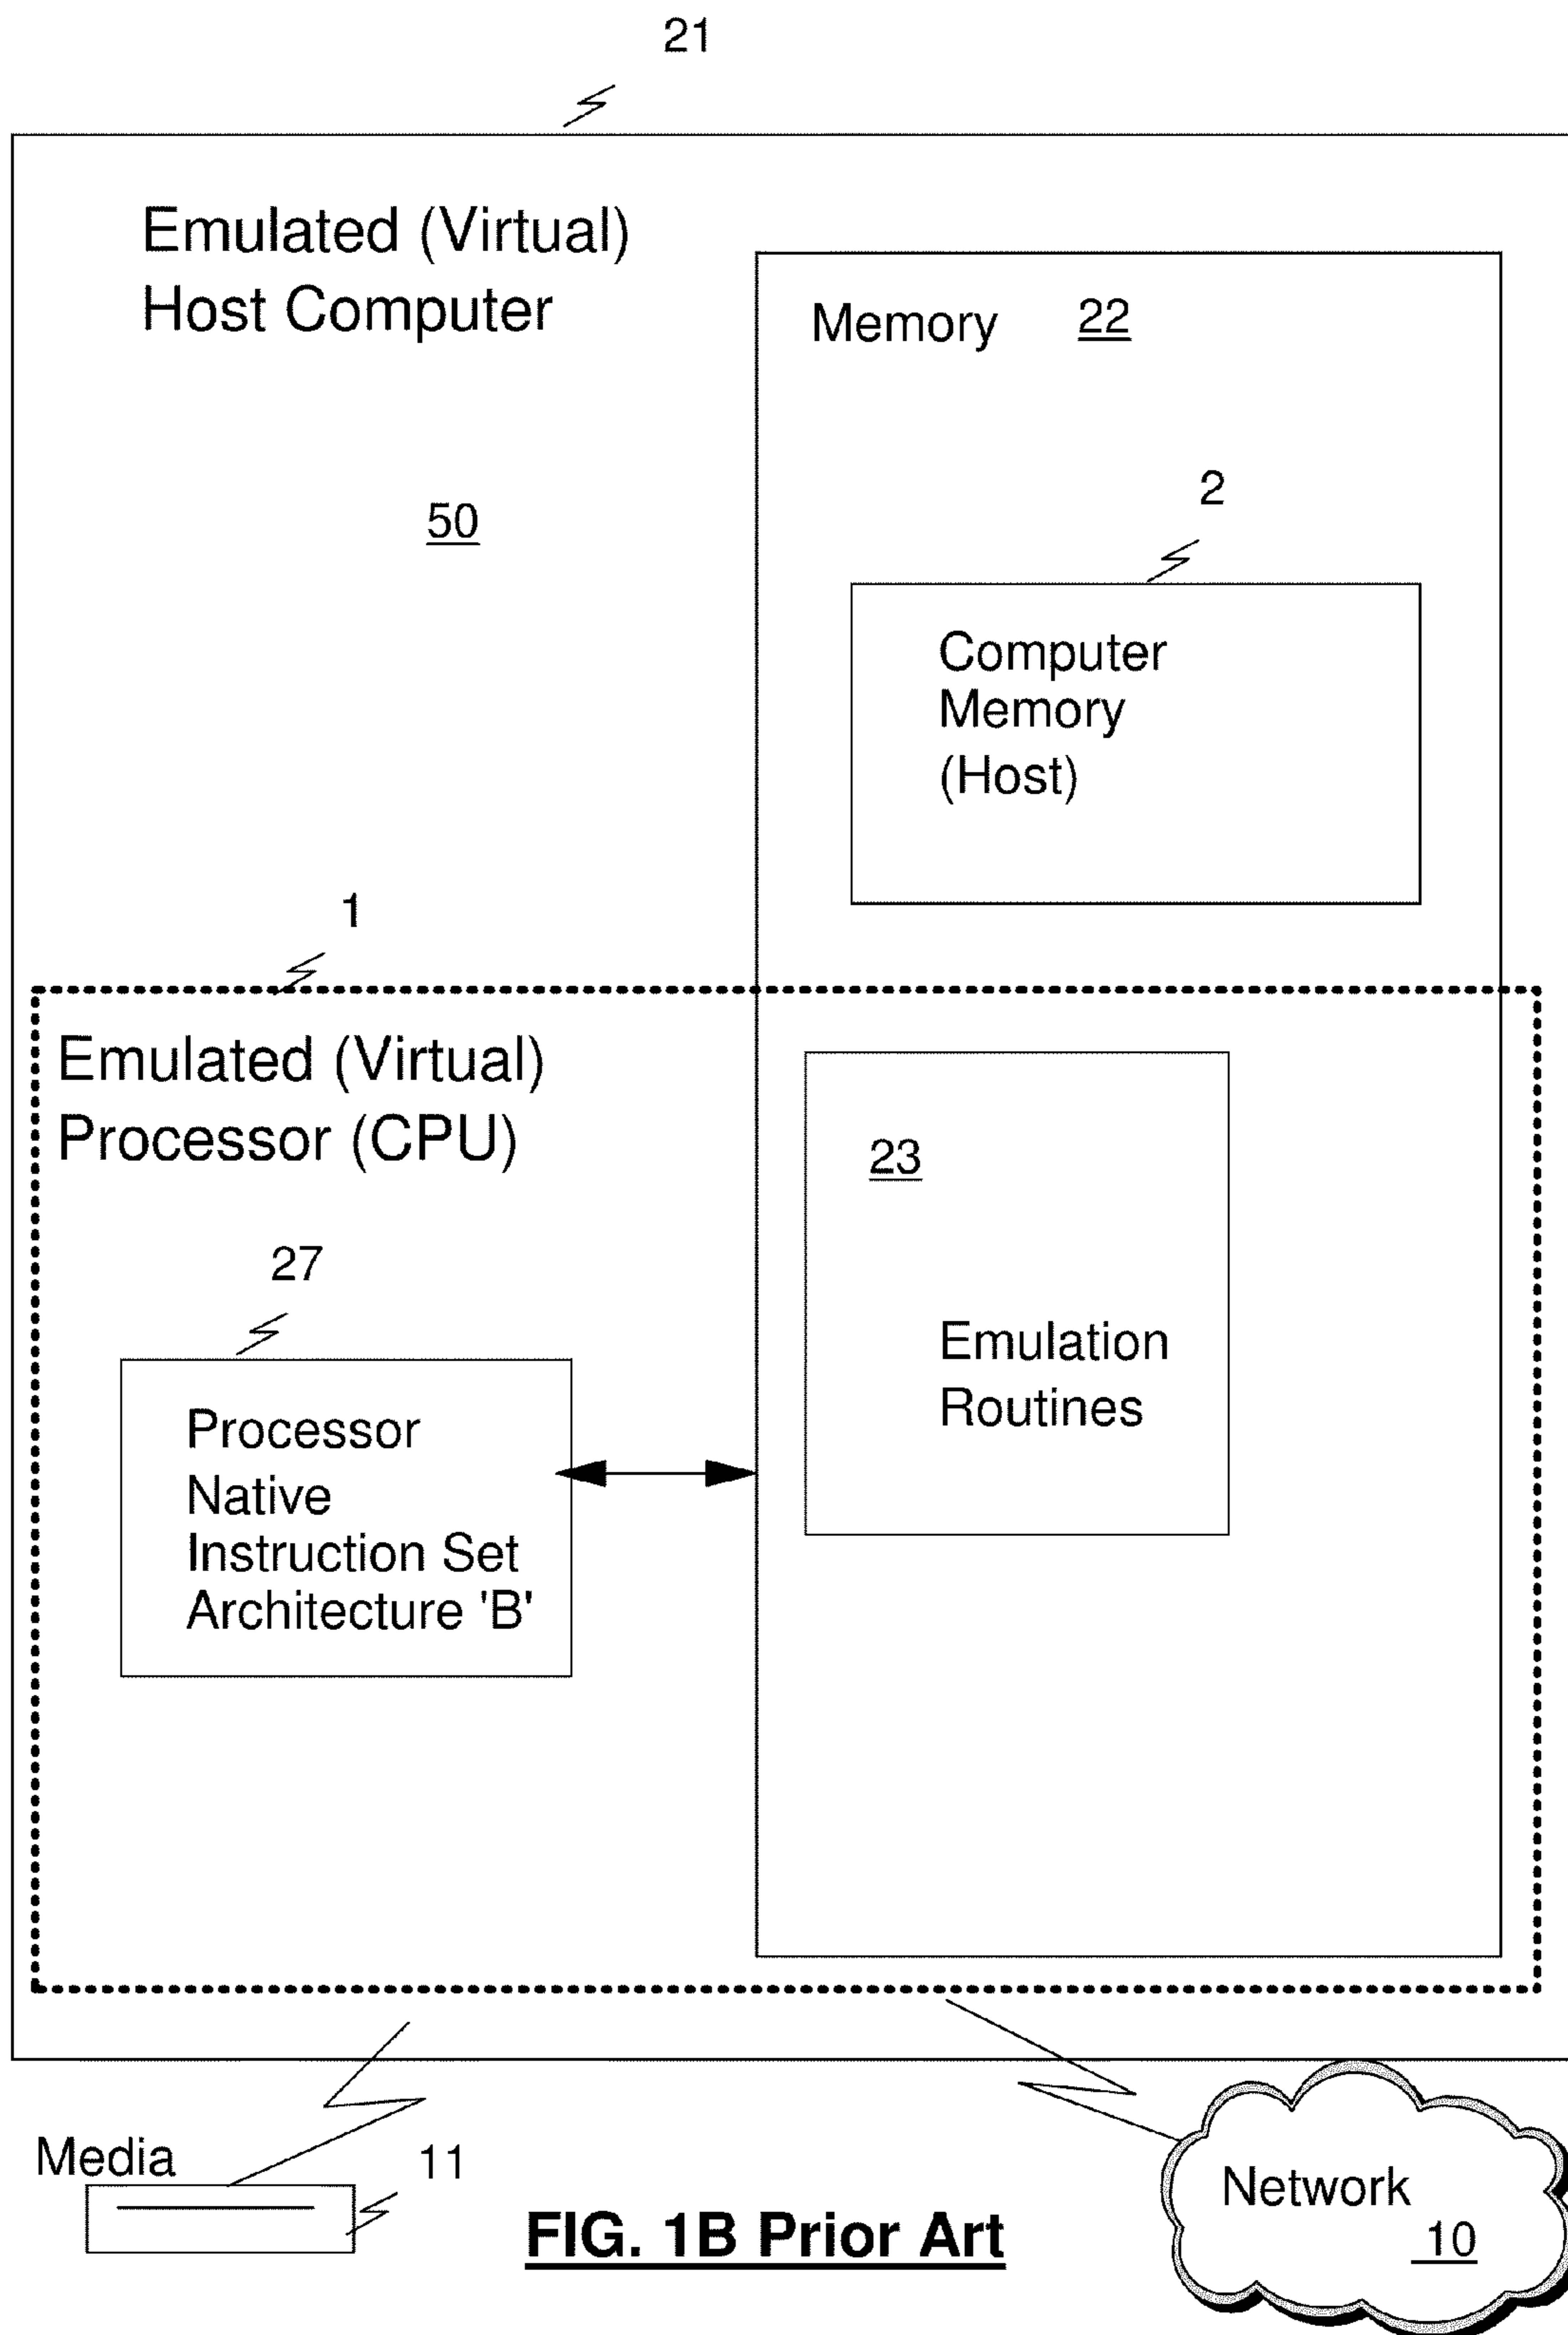 21
Emulated (Virtual)
Host Computer
Memory 22
50
2
Computer
Memory
(Host)
1
Emulated (Virtual)
Processor (CPU)
23
27
Emulation
Routines
Processor
Native
Instruction Set
Architecture 'B'
Media
11
Network
10
FIG. 1B Prior Art